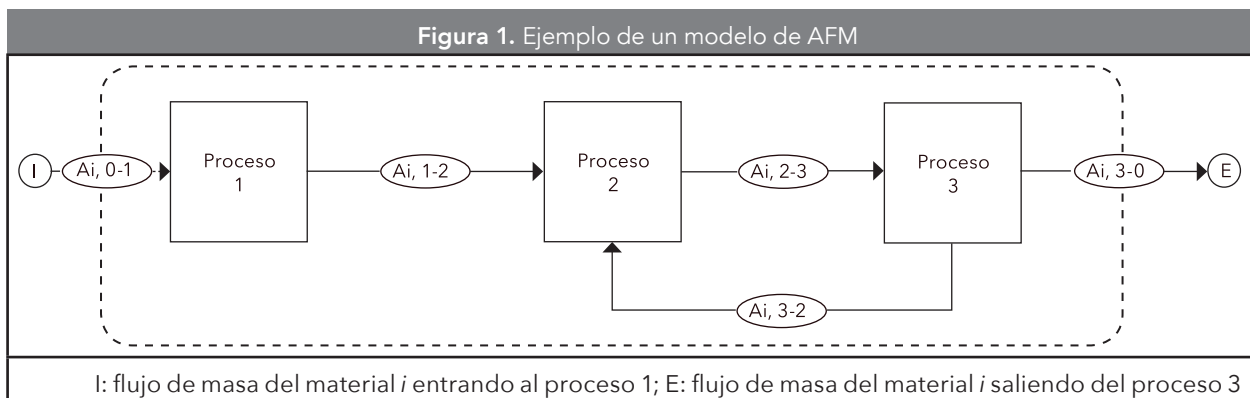 Figura 1. Ejemplo de un modelo de AFM
I
Ai, 0-1
Proceso
1
Ai, 1-2
Proceso
2
Ai, 2-3
Proceso
3
Ai, 3-0
E
Ai, 3-2
I: flujo de masa del material i entrando al proceso 1; E: flujo de masa del material i saliendo del proceso 3